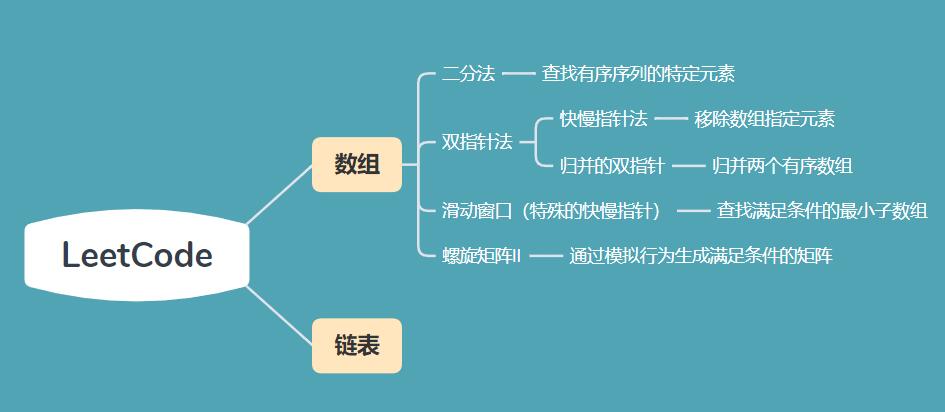 LeetCode
数组
二分法
查找有序序列的特定元素
双指针法
快慢指针法
移除数组指定元素
归并的双指针
归并两个有序数组
滑动窗口（特殊的快慢指针）
查找满足条件的最小子数组
螺旋矩阵II
通过模拟行为生成满足条件的矩阵
链表